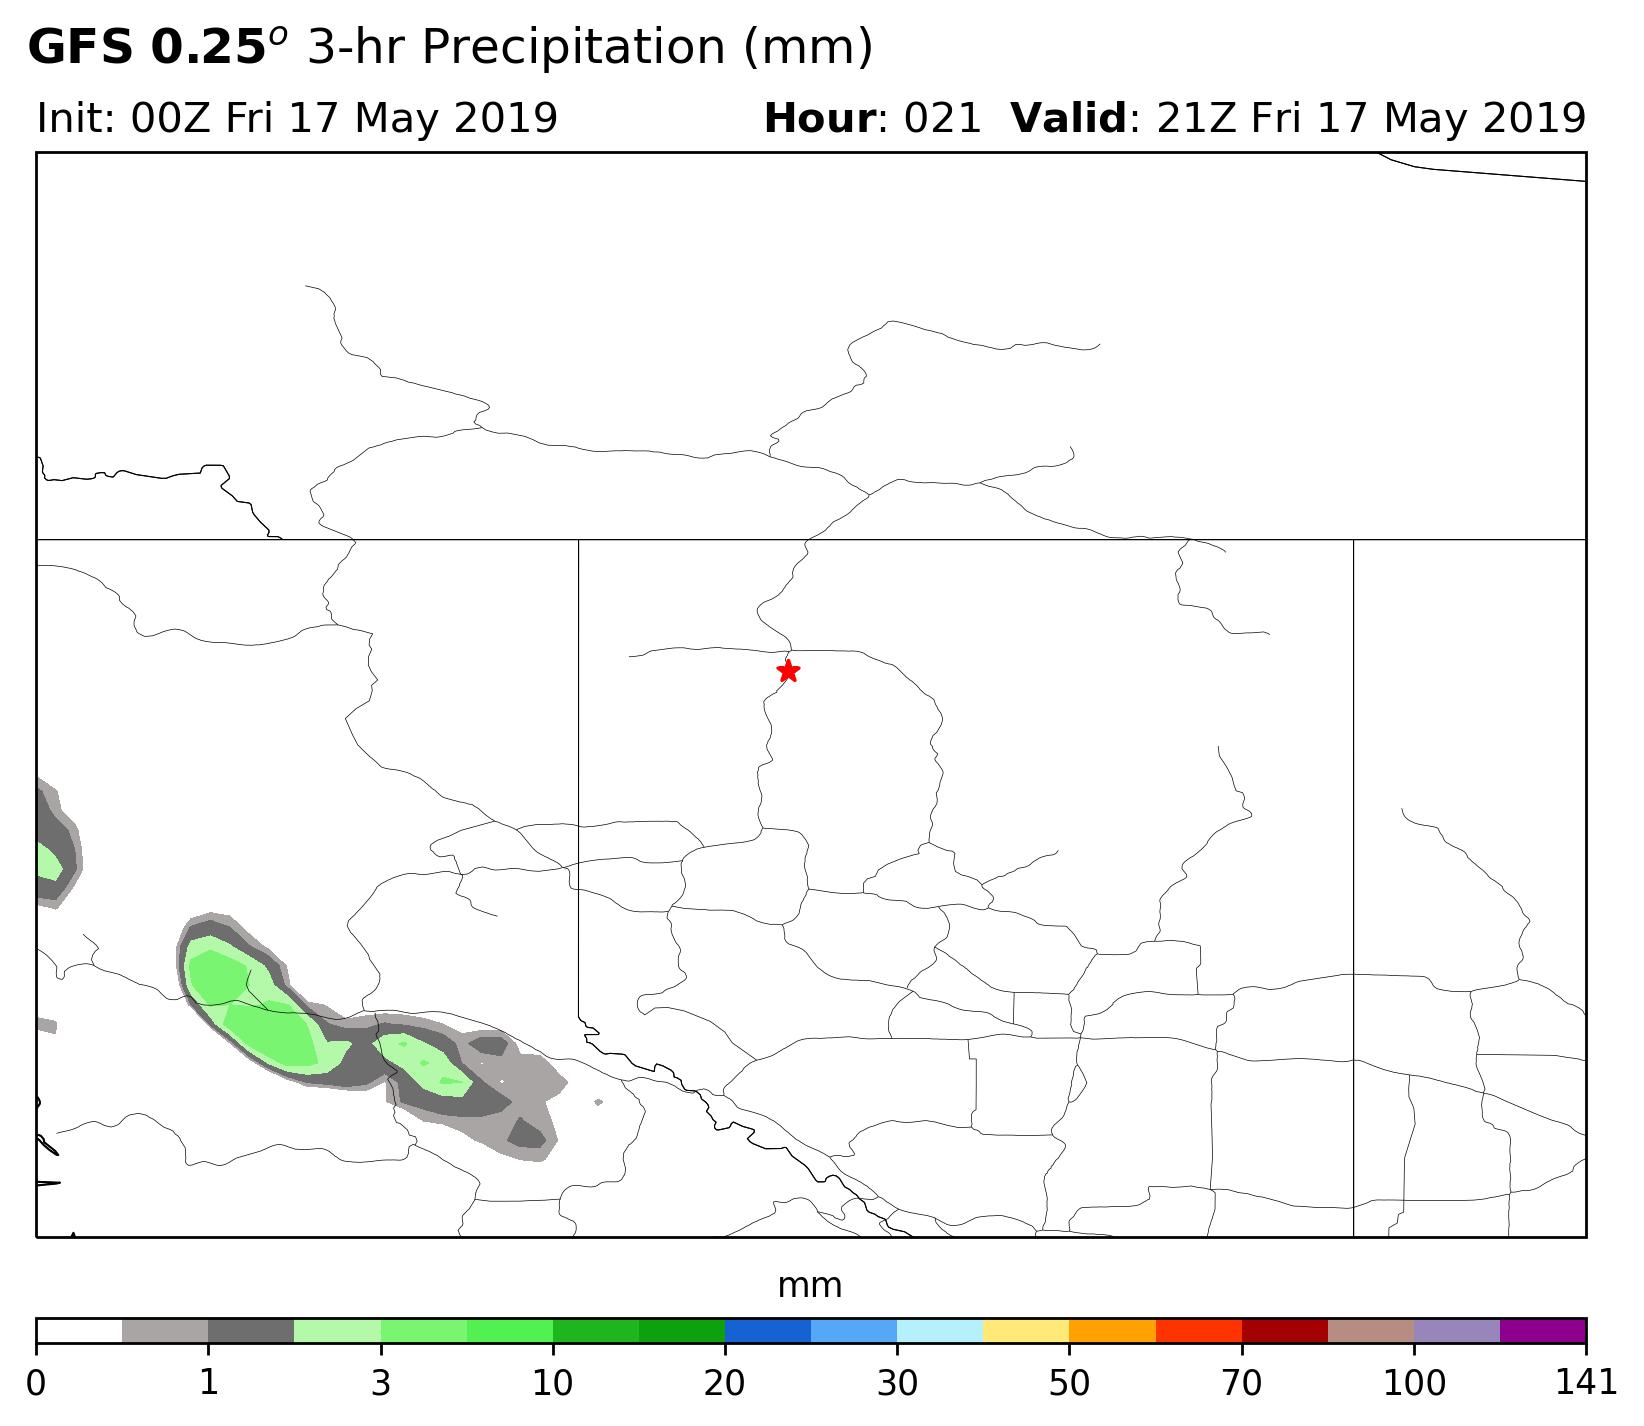 GFS 0.25° 3-hr Precipitation (mm)
Init: 00Z Fri 17 May 2019
Hour: 021 Valid: 21Z Fri 17 May 2019
mm
0 1 3 10 20 30 50 70 100 141